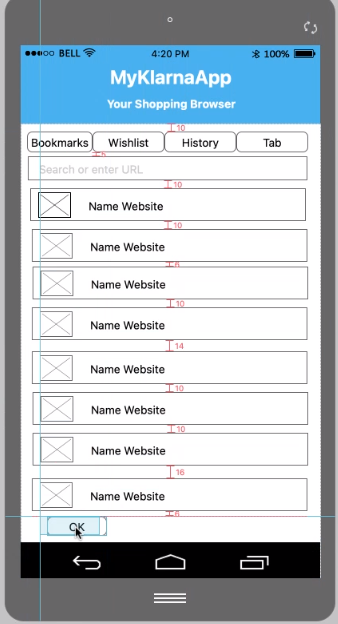 BELL 4:20 PM 100%
MyKlarnaApp
Your Shopping Browser
10
Bookmarks Wishlist History Tab
5
Search or enter URL
10
Name Website
10
Name Website
6
Name Website
10
Name Website
14
Name Website
10
Name Website
10
Name Website
16
Name Website
6
OK